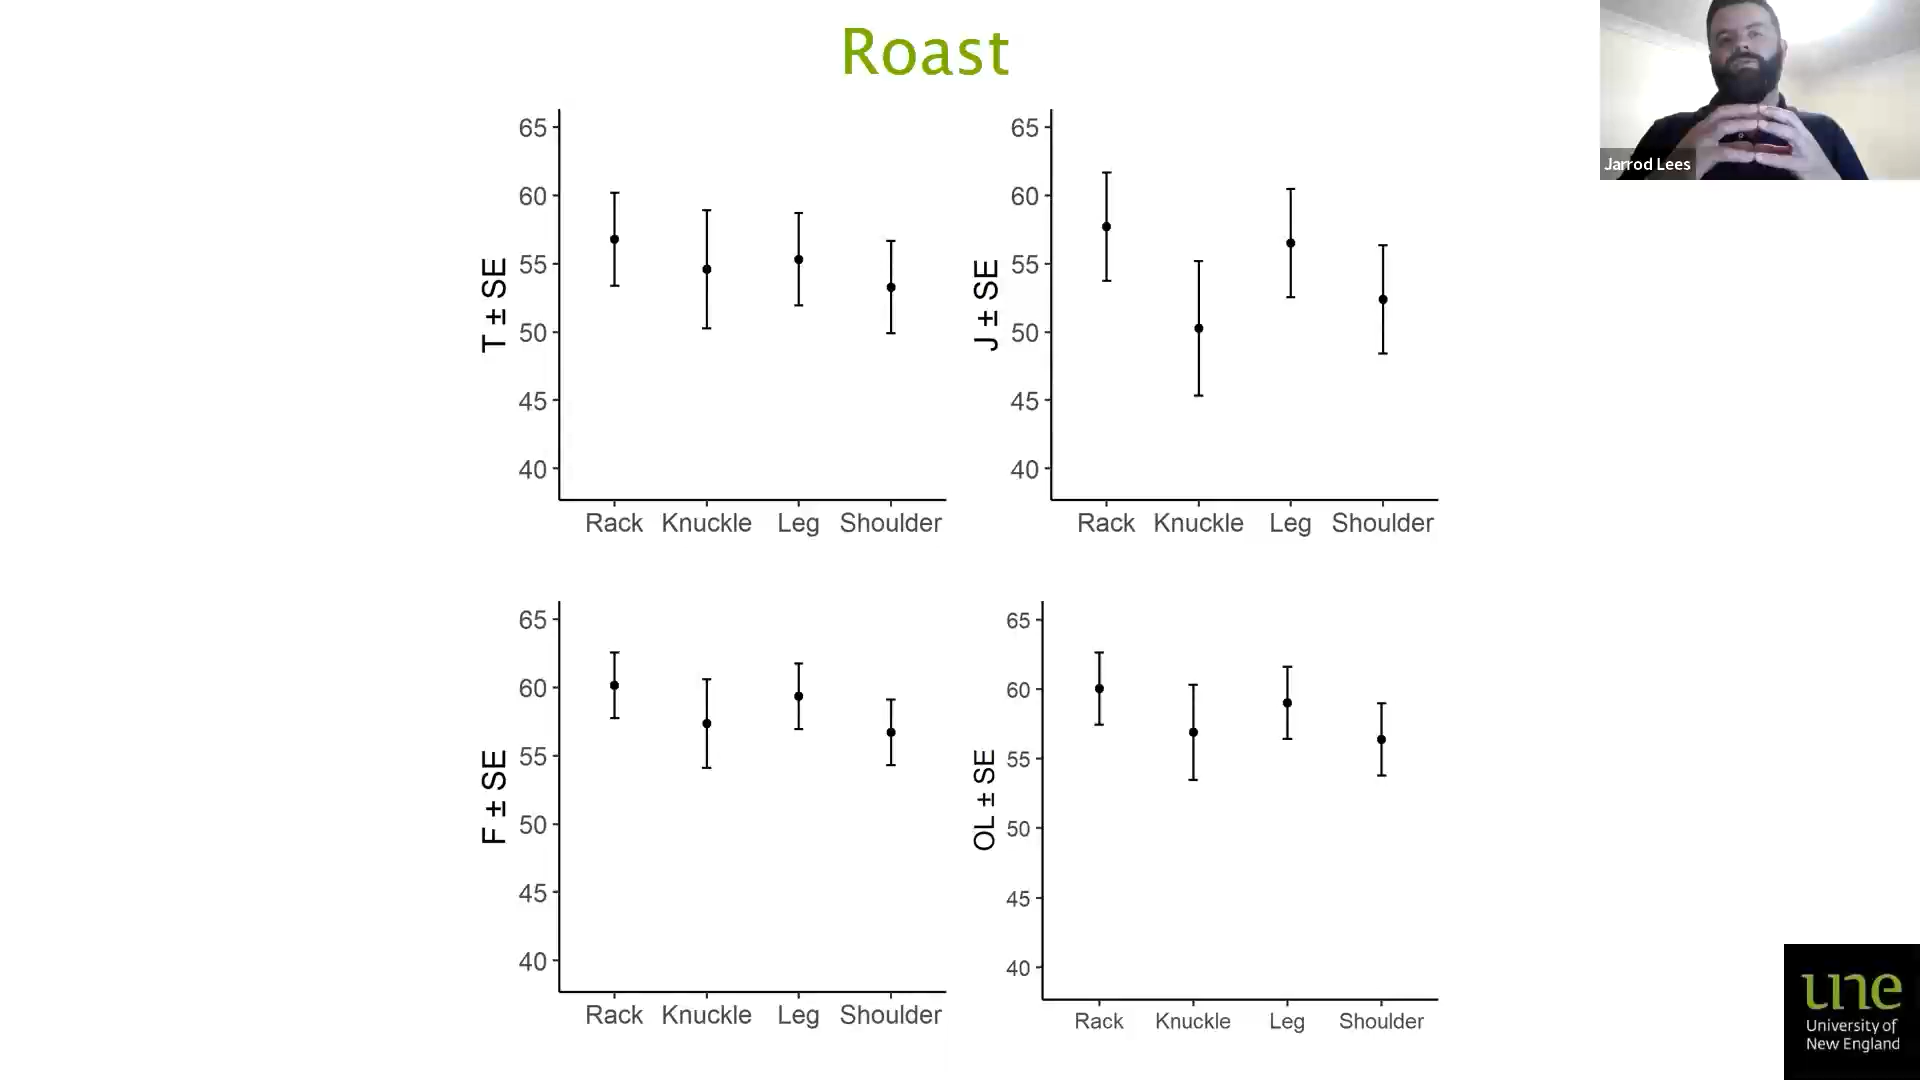 Roast
Jarrod Lees
T ± SE
65
60
55
50
45
40
Rack Knuckle Leg Shoulder
J ± SE
65
60
55
50
45
40
Rack Knuckle Leg Shoulder
F ± SE
65
60
55
50
45
40
Rack Knuckle Leg Shoulder
OL ± SE
65
60
55
50
45
40
Rack Knuckle Leg Shoulder
une
University of
New England